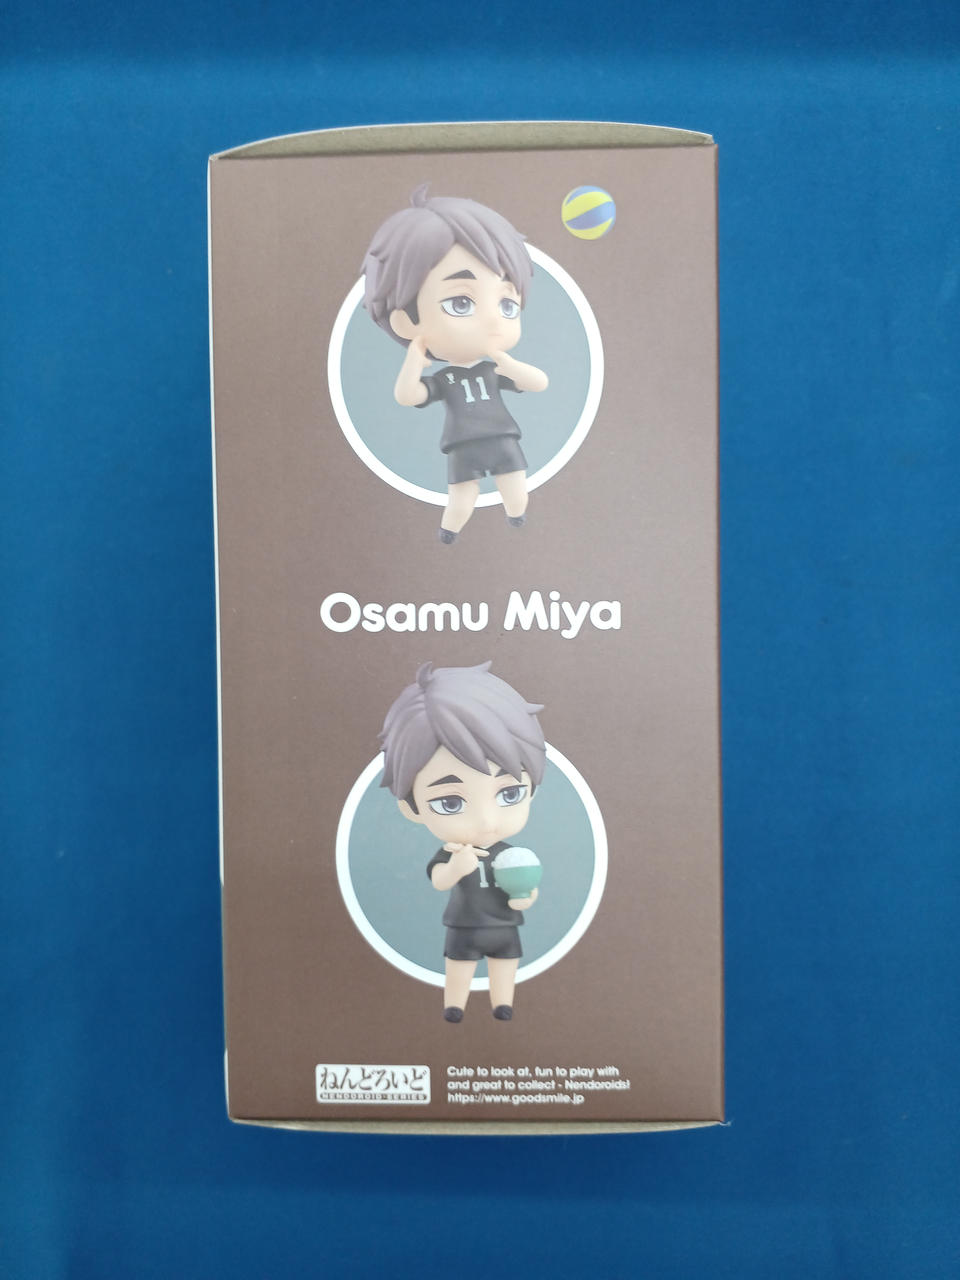 11
Osamu Miya
1
ねんどろいど
NENDOROID SERIES
Cute to look at, fun to play with
and great to collect - Nendoroids!
https://www.goodsmile.jp